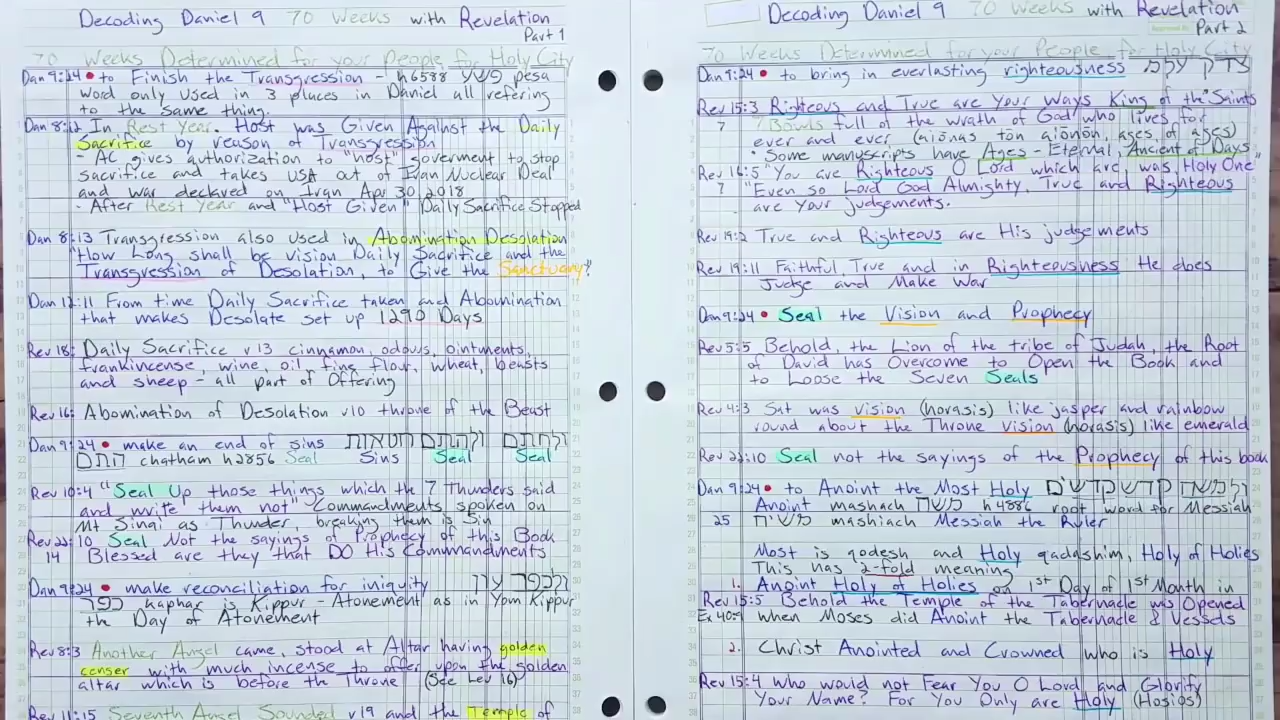 Decoding Daniel 9 70 Weeks with Revelation
Part 1
70 Weeks Determined for your People for Holy City
Dan 9:24 • to Finish the Transgression - h6588 פשע pesa
word only used in 3 places in Daniel all refering
to the same thing.
Dan 8:12 In Rest Year. Host was Given Against the Daily
Sacrifice by reason of Transgression
- AC gives authorization to "host" goverment to stop
sacrifice and takes USA out of Iran Nuclear Deal
and war declared on Iran Apr 30, 2018
- After Rest Year and "Host Given" Daily Sacrifice Stopped
Dan 8:13 Transgression also used in Abomination Desolation
"How Long shall be vision Daily Sacrifice and the
Transgression of Desolation, to Give the Sanctuary?"
Dan 12:11 From time Daily Sacrifice taken and Abomination
that makes Desolate set up 1290 Days
Rev 18: Daily Sacrifice v 13 cinnamon, odours, ointments,
frankincense, wine, oil, fine flour, wheat, beasts
and sheep - all part of Offering
Rev 16: Abomination of Desolation v10 throne of the Beast
Dan 9:24 • make an end of sins ולחתם ולהתם חטאות
התם chatham h2856 Seal Sins Seal Seal
Rev 10:4 "Seal Up those things which the 7 Thunders said
and write them not" - Commandments spoken on
Mt Sinai as Thunder, breaking them is Sin
Rev 22:10 Seal Not the sayings of Prophecy of this Book
14 Blessed are they that DO His Commandments
Dan 9:24 • make reconciliation for iniquity ולכפר עון
כפר kaphar is Kippur - Atonement as in Yom Kippur
the Day of Atonement
Rev 8:3 Another Angel came, stood at Altar having golden
censer with much incense to offer upon the golden
altar which is before the Throne (See Lev 16)
Rev 11:15 Seventh Angel Sounded v19 and the Temple of
Decoding Daniel 9 70 Weeks with Revelation
Part 2
70 Weeks Determined for your People for Holy City
Dan 9:24 • to bring in everlasting righteousness צדק עלמ
Rev 15:3 Righteous and True are Your Ways King of the Saints
7 7 Bowls full of the wrath of God who lives for
ever and ever (aiōnas tōn aiōnōn, ages of ages)
• Some manuscripts have Ages - Eternal, Ancient of Days
Rev 16:5 "You are Righteous O Lord which are, was, Holy One"
7 "Even so Lord God Almighty, True and Righteous
are Your judgements.
Rev 19:2 True and Righteous are His judgements
Rev 19:11 Faithful, True and in Righteousness He does
Judge and Make War
Dan 9:24 • Seal the Vision and Prophecy
Rev 5:5 Behold, the Lion of the tribe of Judah, the Root
of David has Overcome to Open the Book and
to Loose the Seven Seals
Rev 4:3 Sat was vision (horasis) like jasper and rainbow
round about the Throne vision (horasis) like emerald
Rev 22:10 Seal not the sayings of the Prophecy of this book
Dan 9:24 • to Anoint the Most Holy ולמשח קדש קדשים
Anoint mashach משח h4886 root word for Messiah
25 משיח mashiach Messiah the Ruler
Most is qodesh and Holy qadashim, Holy of Holies
This has 2-fold meaning
1. Anoint Holy of Holies on 1st Day of 1st Month in
Rev 15:5 Behold the Temple of the Tabernacle was Opened
Ex 40:9 when Moses did Anoint the Tabernacle & Vessels
2. Christ Anointed and Crowned who is Holy
Rev 15:4 Who would not Fear You O Lord and Glorify
Your Name? For You Only are Holy (Hosios)